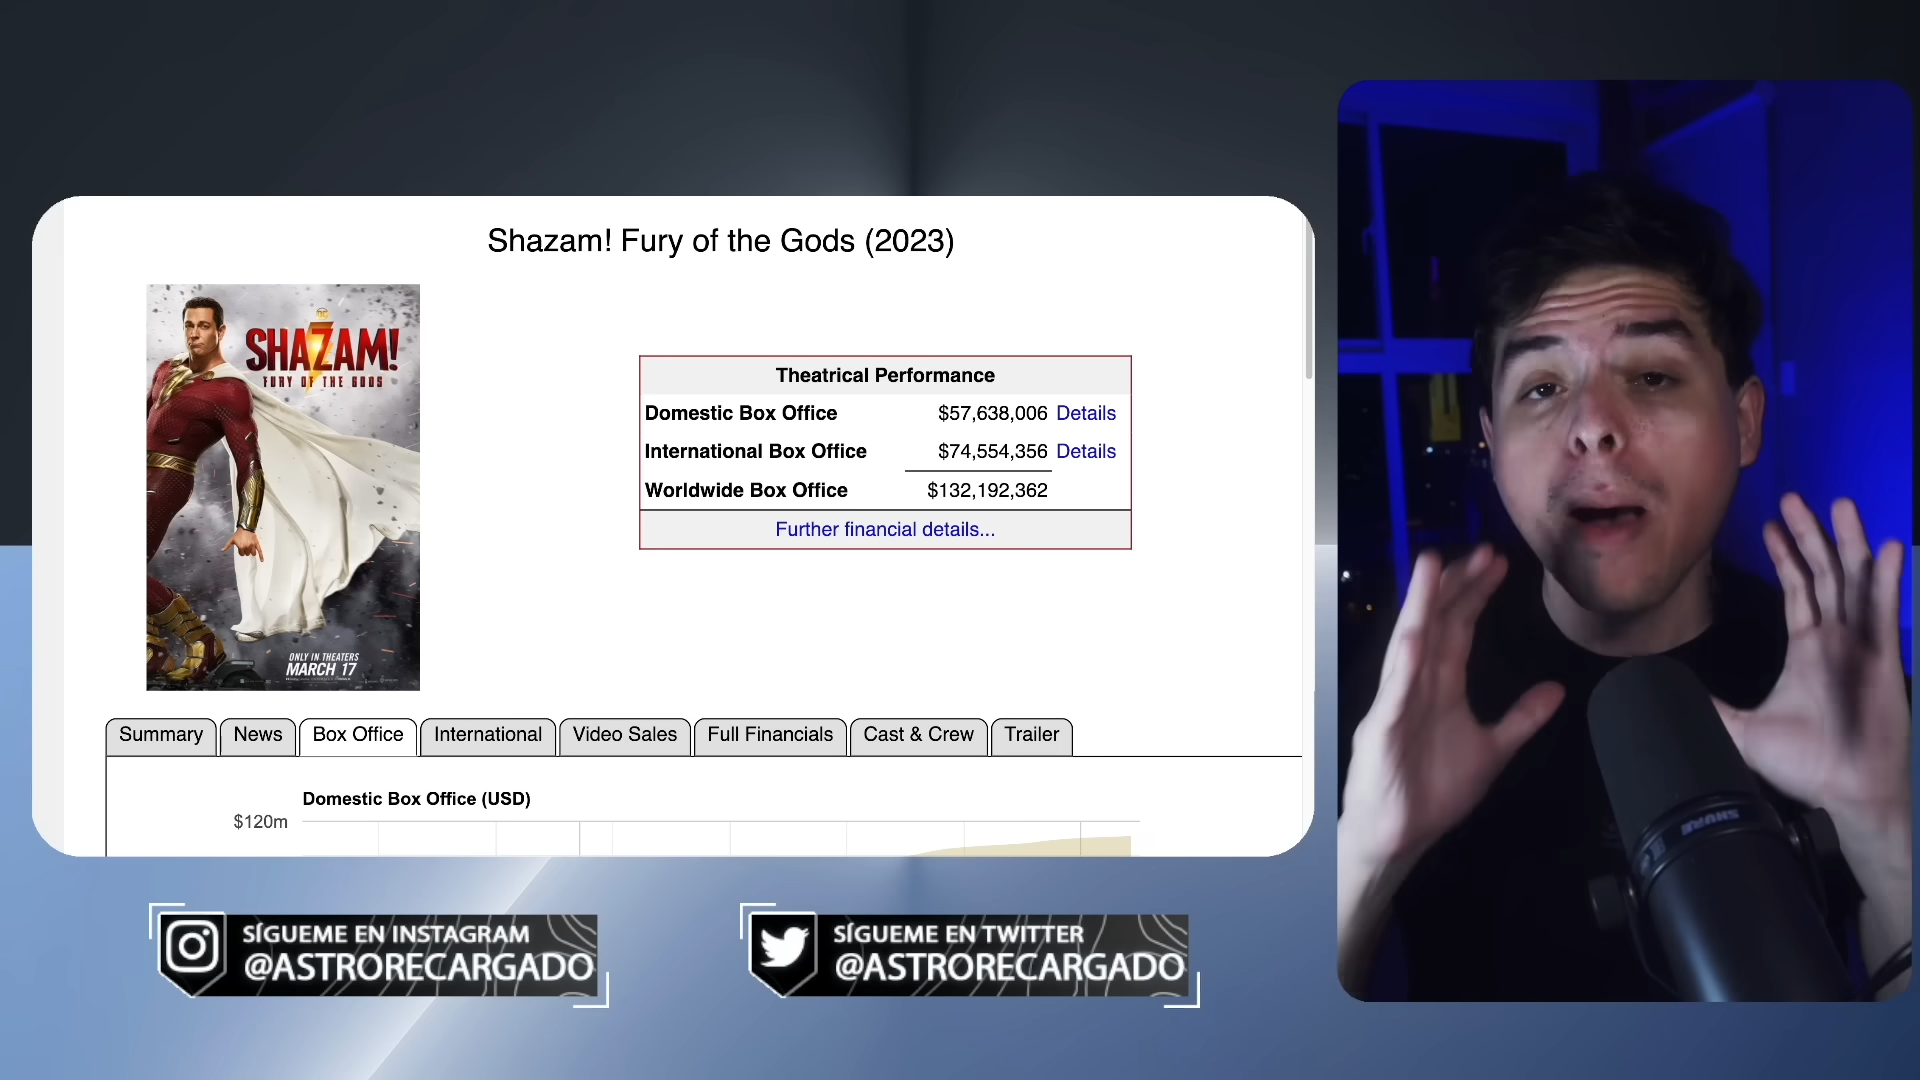 Shazam! Fury of the Gods (2023)
DC
SHAZAM!
FURY OF THE GODS
ONLY IN THEATERS
MARCH 17
Theatrical Performance
Domestic Box Office $57,638,006 Details
International Box Office $74,554,356 Details
Worldwide Box Office $132,192,362
Further financial details...
Summary News Box Office International Video Sales Full Financials Cast & Crew Trailer
Domestic Box Office (USD)
$120m
SÍGUEME EN INSTAGRAM
@ASTRORECARGADO
SÍGUEME EN TWITTER
@ASTRORECARGADO
SHURE